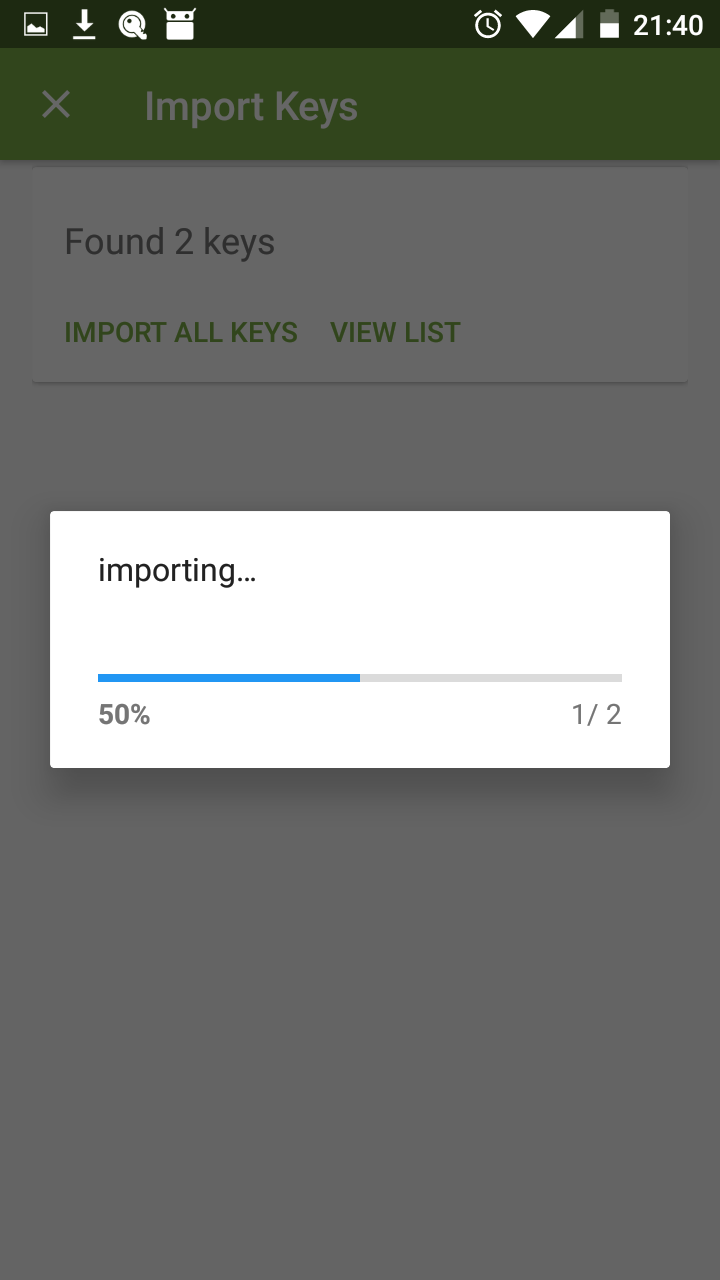 21:40
Import Keys
Found 2 keys
IMPORT ALL KEYS VIEW LIST
importing…
50% 1/ 2